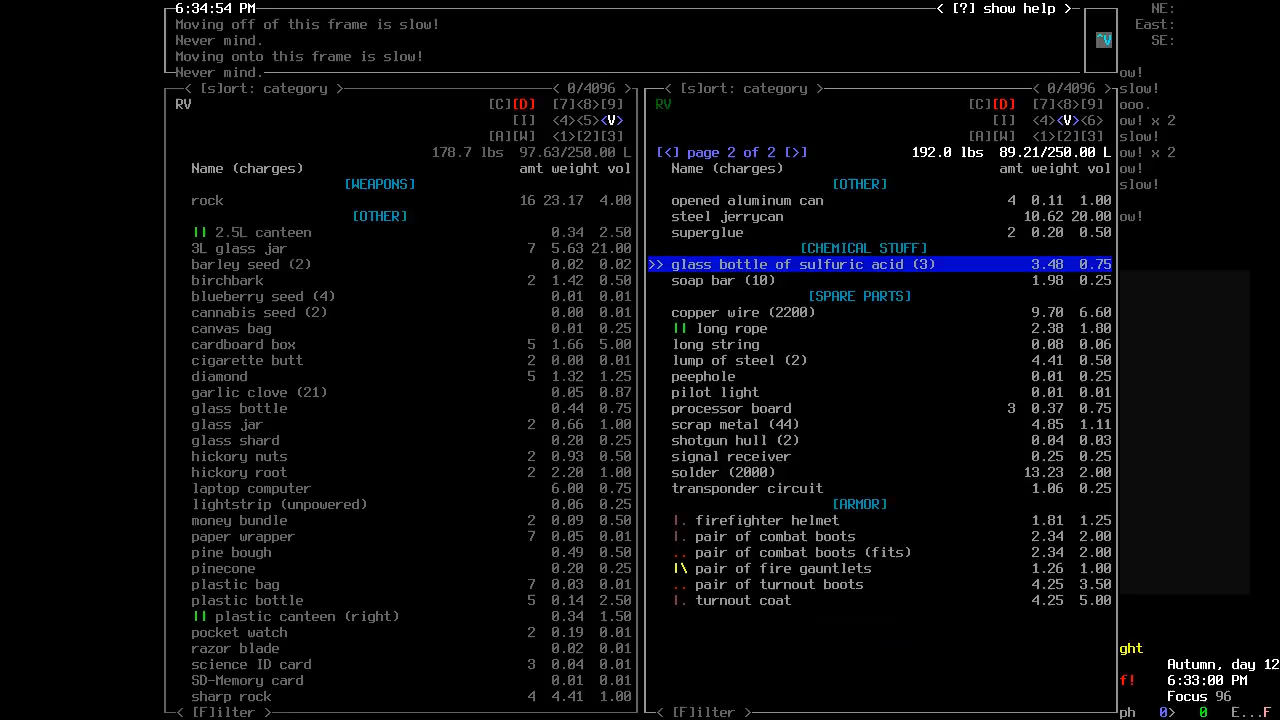 6:34:54 PM < [?] show help > NE:
Moving off of this frame is slow! East:
Never mind. ^V SE:
Moving onto this frame is slow!
Never mind. ow!
< [s]ort: category > < 0/4096 > < [s]ort: category > < 0/4096 > slow!
RV [C][D] [7]<8>[9] RV [C][D] [7]<8>[9] ooo.
[I] <4><5><V> [I] <4><V><6> ow! x 2
[A][W] <1>[2][3] [A][W] <1>[2][3] slow!
178.7 lbs 97.63/250.00 L [<] page 2 of 2 [>] 192.0 lbs 89.21/250.00 L ow! x 2
Name (charges) amt weight vol Name (charges) amt weight vol ow!
[WEAPONS] [OTHER] slow!
rock 16 23.17 4.00 opened aluminum can 4 0.11 1.00
[OTHER] steel jerrycan 10.62 20.00 ow!
|| 2.5L canteen 0.34 2.50 superglue 2 0.20 0.50
3L glass jar 7 5.63 21.00 [CHEMICAL STUFF]
barley seed (2) 0.02 0.02 >> glass bottle of sulfuric acid (3) 3.48 0.75
birchbark 2 1.42 0.50 soap bar (10) 1.98 0.25
blueberry seed (4) 0.01 0.01 [SPARE PARTS]
cannabis seed (2) 0.00 0.01 copper wire (2200) 9.70 6.60
canvas bag 0.01 0.25 || long rope 2.38 1.80
cardboard box 5 1.66 5.00 long string 0.08 0.06
cigarette butt 2 0.00 0.01 lump of steel (2) 4.41 0.50
diamond 5 1.32 1.25 peephole 0.01 0.25
garlic clove (21) 0.05 0.87 pilot light 0.01 0.01
glass bottle 0.44 0.75 processor board 3 0.37 0.75
glass jar 2 0.66 1.00 scrap metal (44) 4.85 1.11
glass shard 0.20 0.25 shotgun hull (2) 0.04 0.03
hickory nuts 2 0.93 0.50 signal receiver 0.25 0.25
hickory root 2 2.20 1.00 solder (2000) 13.23 2.00
laptop computer 6.00 0.75 transponder circuit 1.06 0.25
lightstrip (unpowered) 0.06 0.25 [ARMOR]
money bundle 2 0.09 0.50 |. firefighter helmet 1.81 1.25
paper wrapper 7 0.05 0.01 |. pair of combat boots 2.34 2.00
pine bough 0.49 0.50 .. pair of combat boots (fits) 2.34 2.00
pinecone 0.20 0.25 |\ pair of fire gauntlets 1.26 1.00
plastic bag 7 0.03 0.01 .. pair of turnout boots 4.25 3.50
plastic bottle 5 0.14 2.50 |. turnout coat 4.25 5.00
|| plastic canteen (right) 0.34 1.50
pocket watch 2 0.19 0.01
razor blade 0.02 0.01 ght
science ID card 3 0.04 0.01 Autumn, day 12
SD-Memory card 0.01 0.01 f! 6:33:00 PM
sharp rock 4 4.41 1.00 Focus 96
< [F]ilter > < [F]ilter > ph 0> 0 E...F